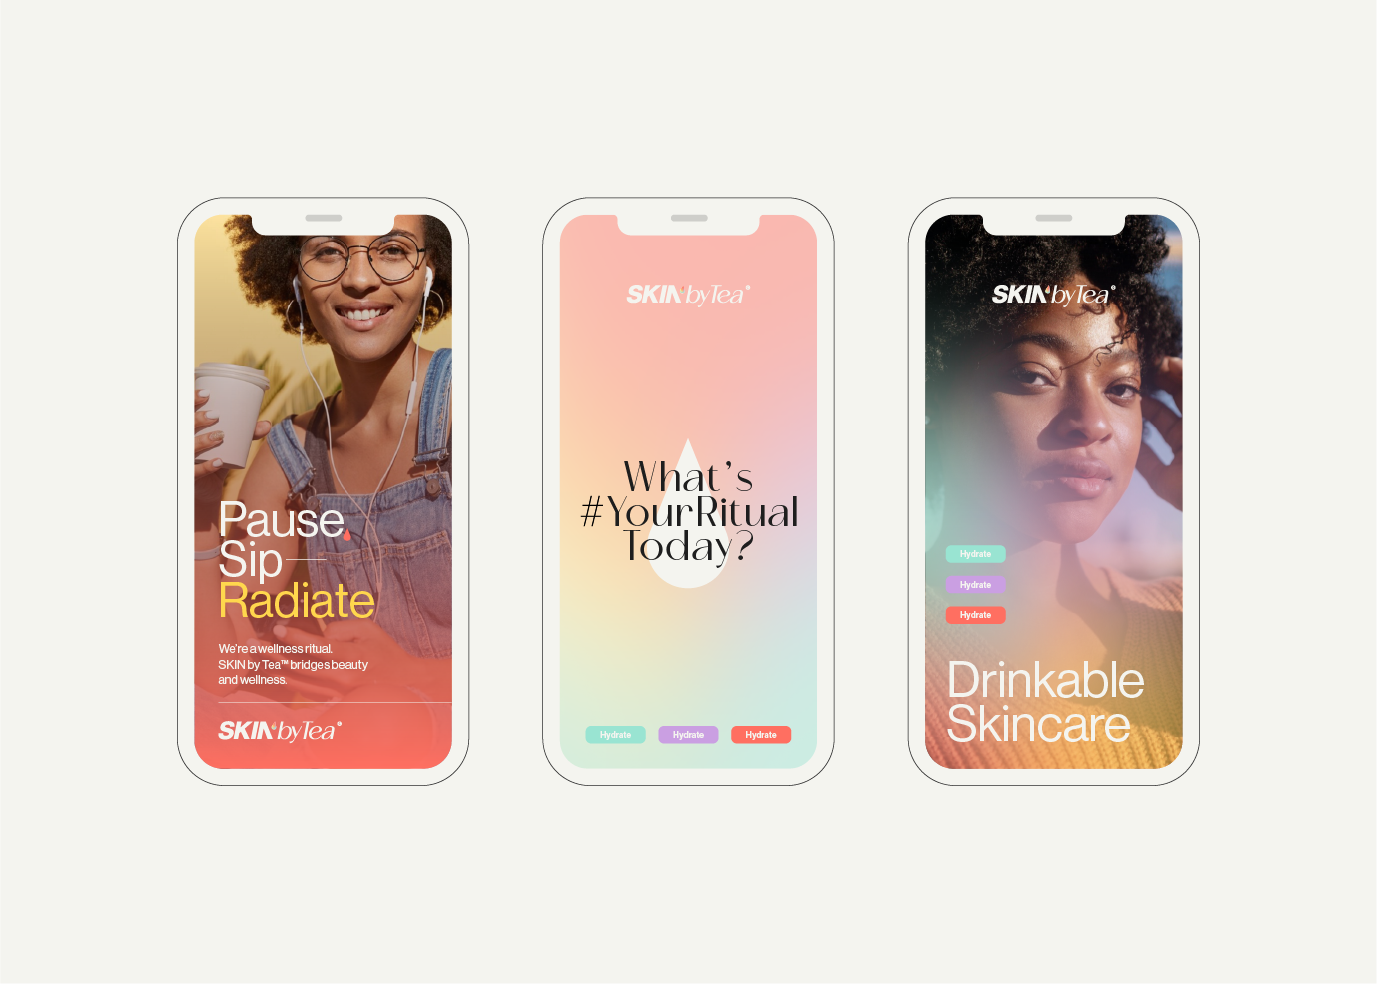 Pause
Sip
Radiate
We're a wellness ritual.
SKIN by Tea™ bridges beauty
and wellness.
SKIN by Tea
SKIN by Tea
What's
#YourRitual
Today?
Hydrate Hydrate Hydrate
SKIN by Tea
Hydrate
Hydrate
Hydrate
Drinkable
Skincare